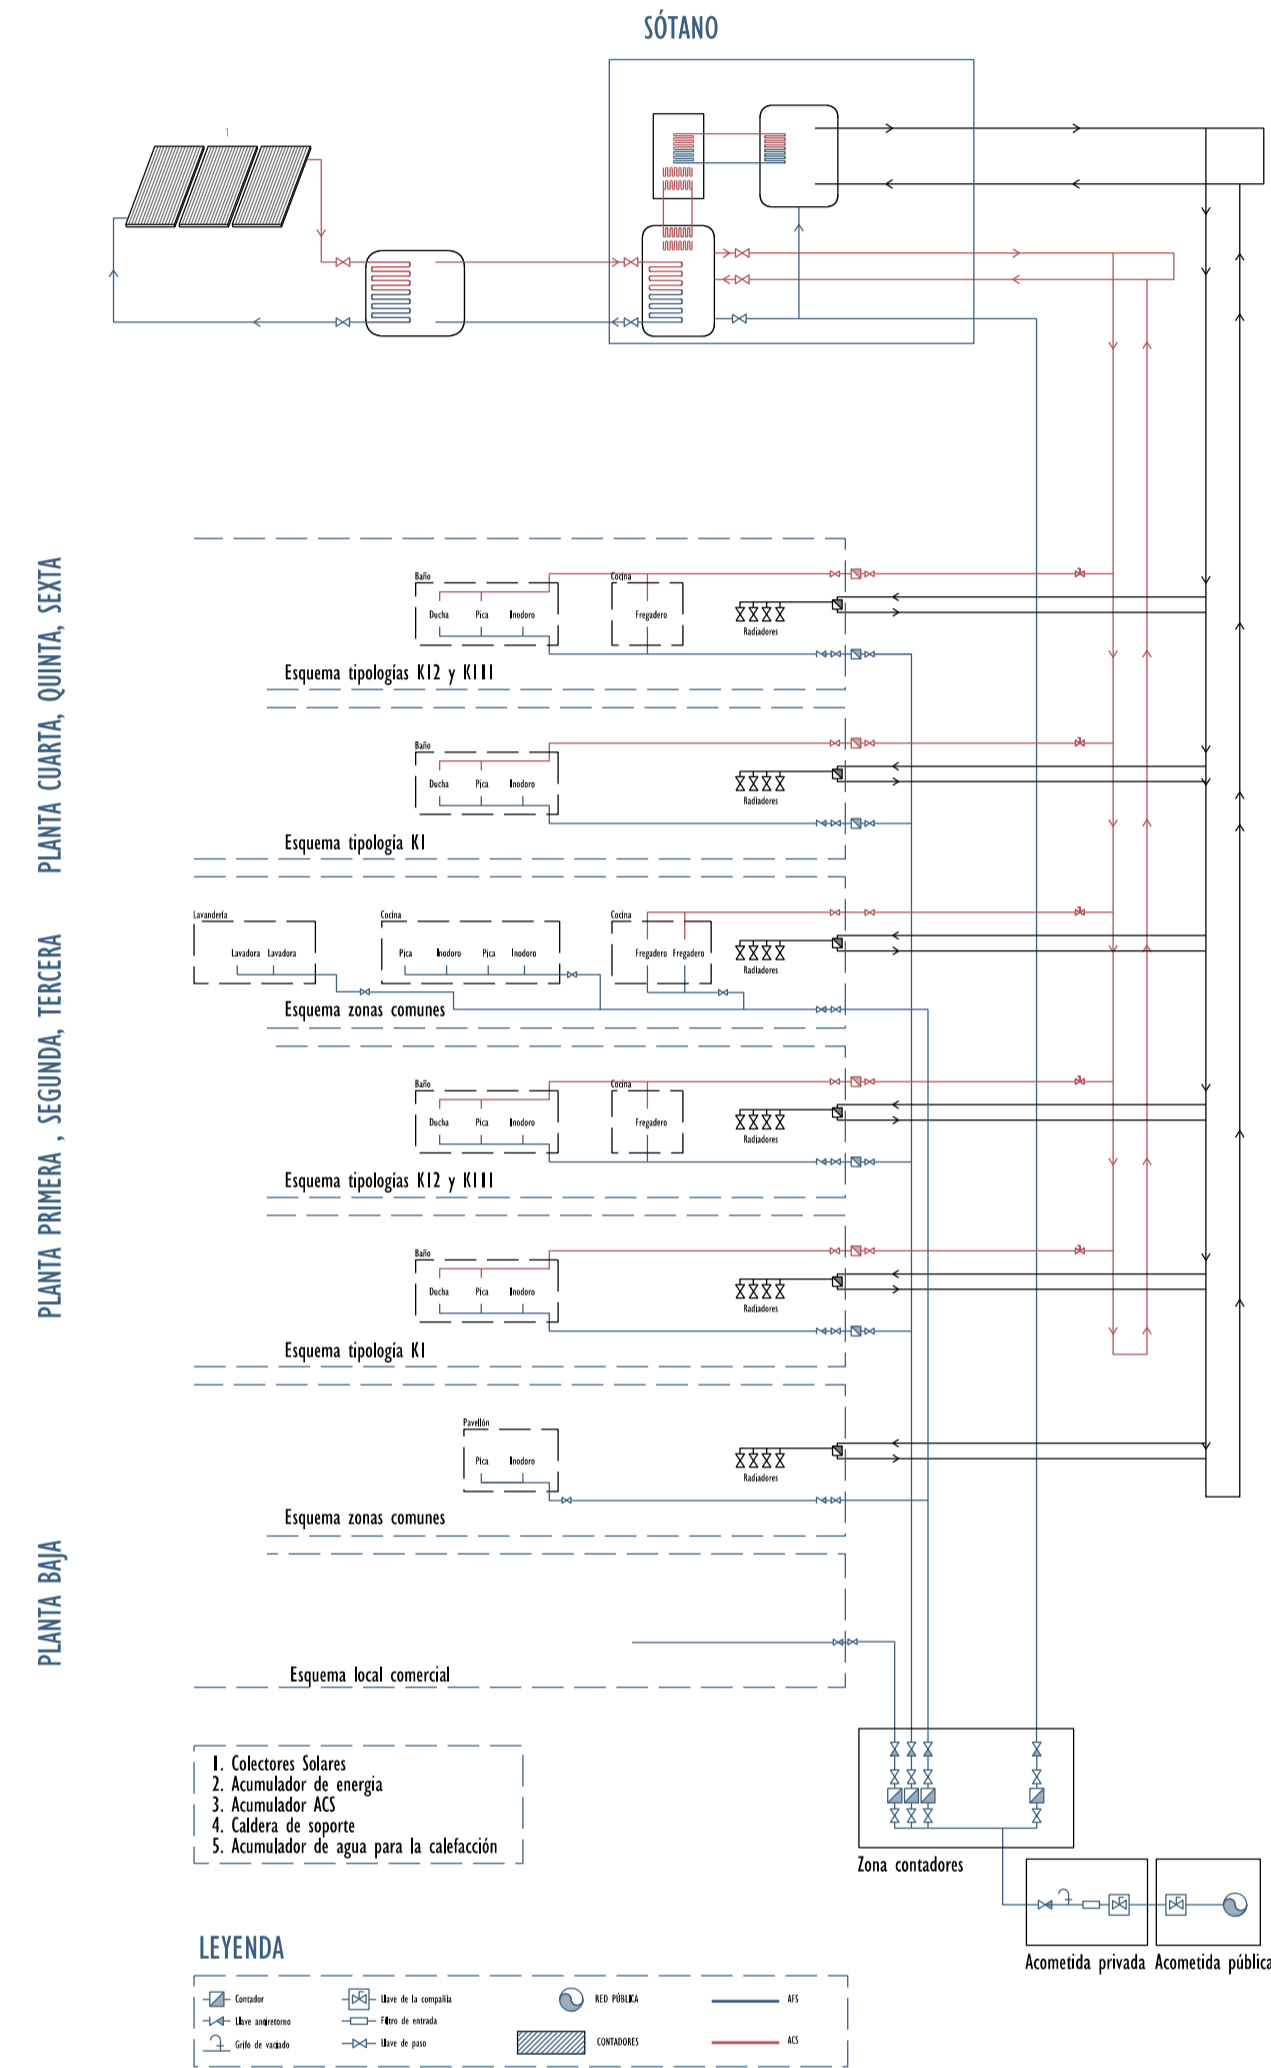 SÓTANO
1
PLANTA CUARTA, QUINTA, SEXTA
Baño
Cocina
Ducha Pica Inodoro
Fregadero
Radiadores
Esquema tipologías K12 y K111
Baño
Ducha Pica Inodoro
Radiadores
Esquema tipología K1
PLANTA PRIMERA , SEGUNDA, TERCERA
Lavandería
Cocina
Cocina
Lavadora Lavadora
Pica Inodoro Pica Inodoro
Fregadero Fregadero
Radiadores
Esquema zonas comunes
Baño
Cocina
Ducha Pica Inodoro
Fregadero
Radiadores
Esquema tipologías K12 y K111
Baño
Ducha Pica Inodoro
Radiadores
Esquema tipología K1
PLANTA BAJA
Pavellón
Pica Inodoro
Radiadores
Esquema zonas comunes
Esquema local comercial
1. Colectores Solares
2. Acumulador de energia
3. Acumulador ACS
4. Caldera de soporte
5. Acumulador de agua para la calefacción
Zona contadores
Acometida privada
Acometida pública
LEYENDA
Contador
Llave de la compañia
RED PÚBLICA
AFS
Llave antiretorno
Filtro de entrada
Grifo de vaciado
Llave de paso
CONTADORES
ACS